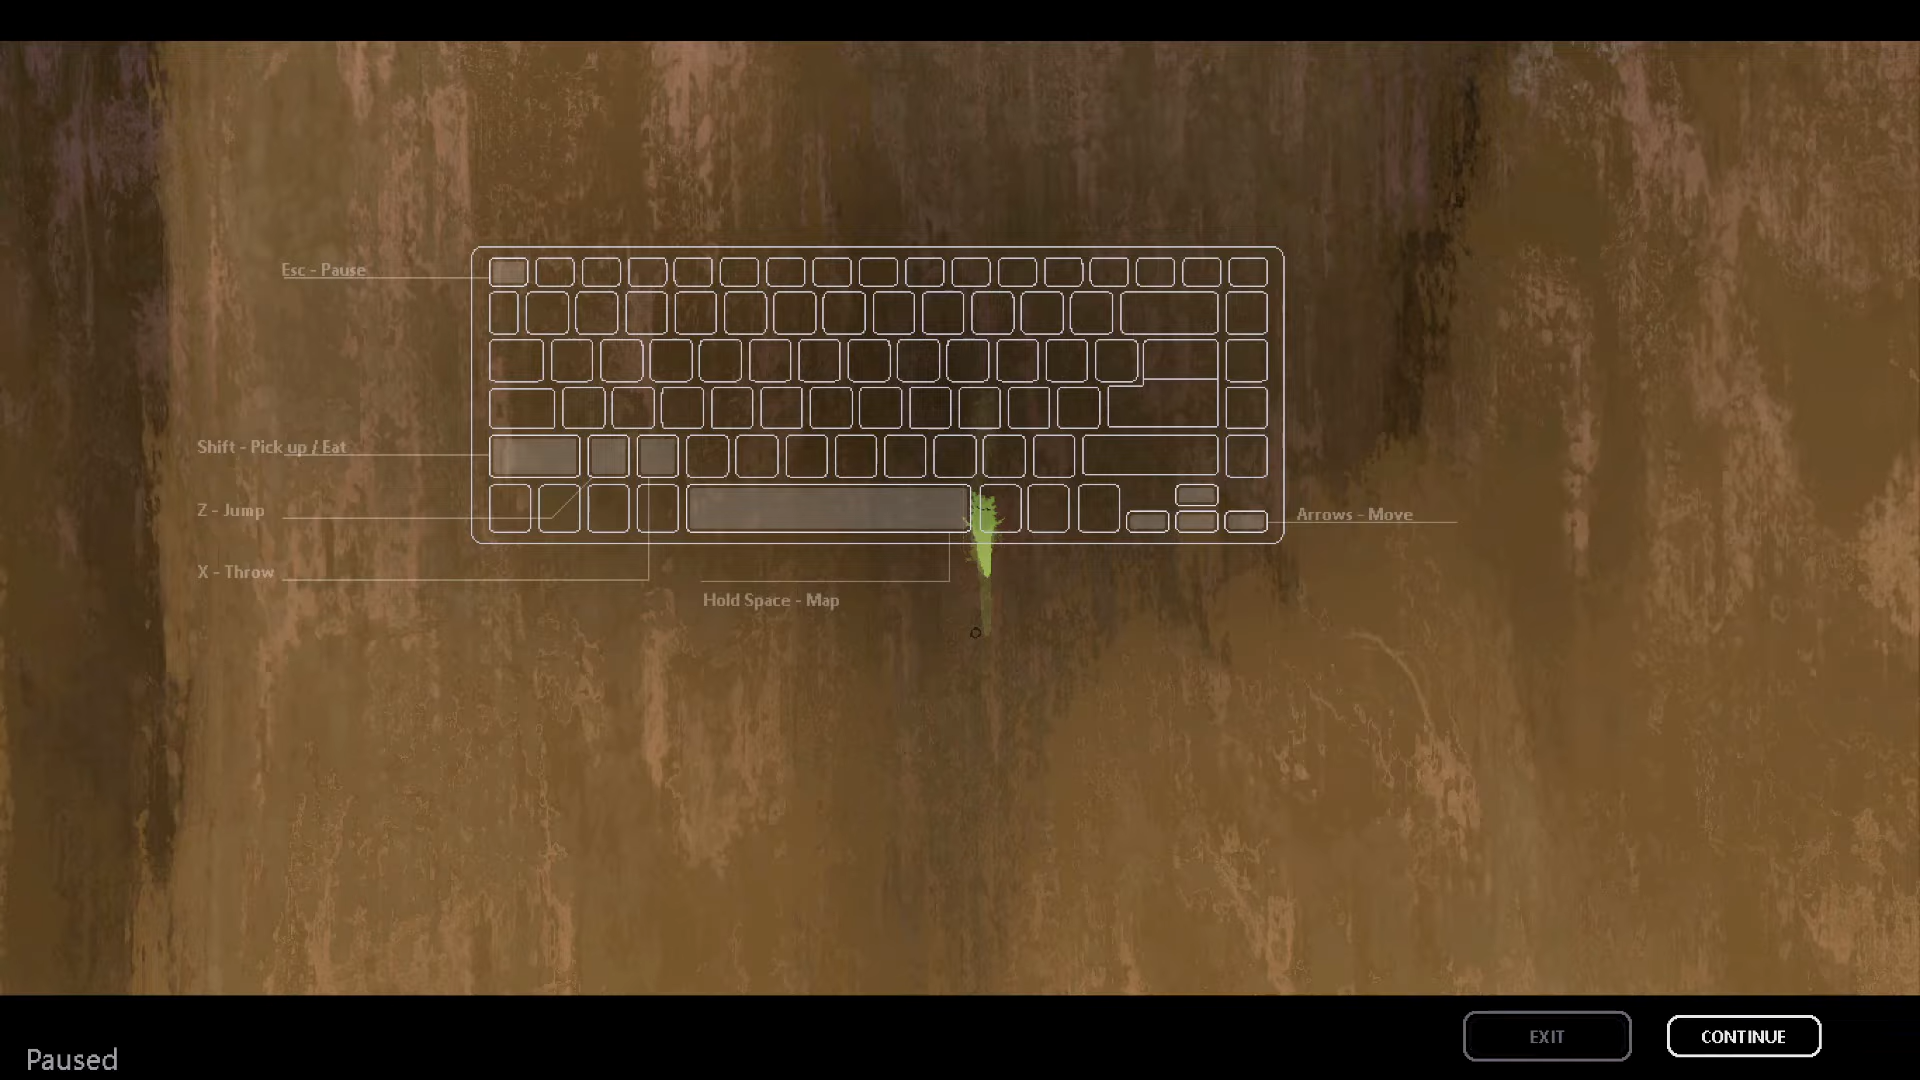 Esc - Pause
Shift - Pick up / Eat
Z - Jump
Arrows - Move
X - Throw
Hold Space - Map
EXIT
CONTINUE
Paused